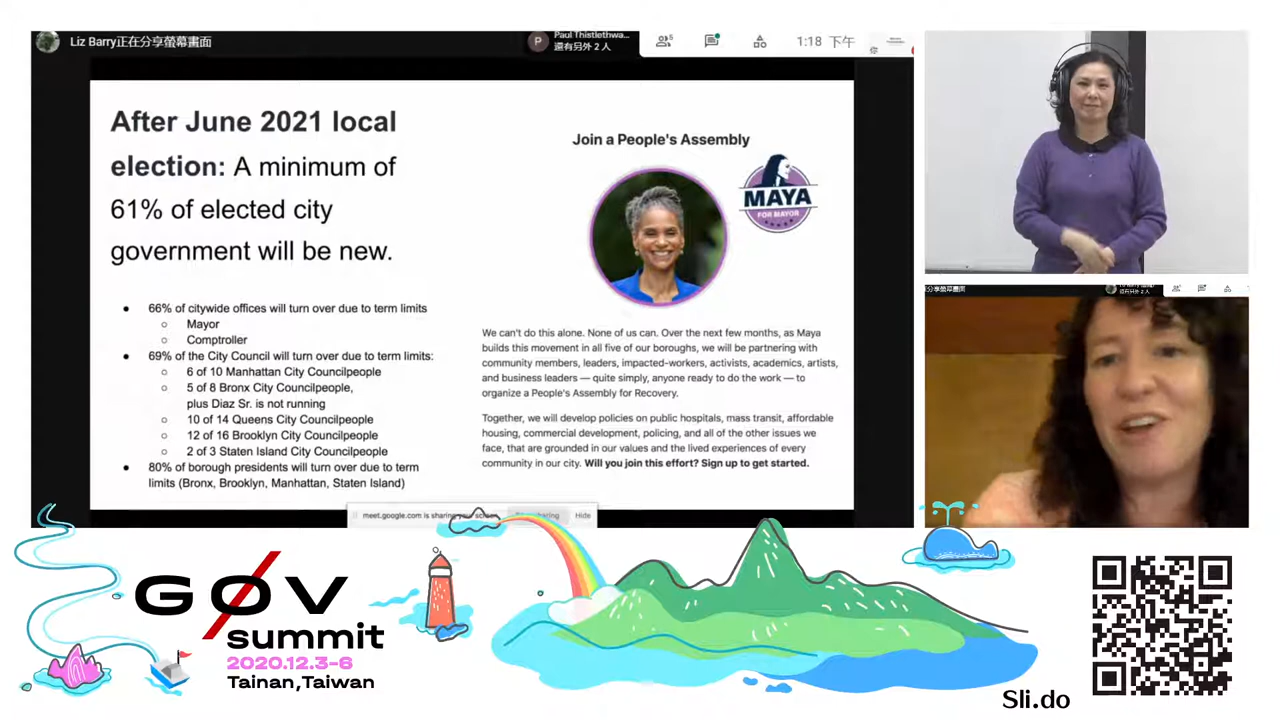 Liz Barry正在分享螢幕畫面
P
Paul Thistlethwa...
還有另外 2 人
1:18 下午
你
After June 2021 local
election: A minimum of
61% of elected city
government will be new.
66% of citywide offices will turn over due to term limits
Mayor
Comptroller
69% of the City Council will turn over due to term limits:
6 of 10 Manhattan City Councilpeople
5 of 8 Bronx City Councilpeople,
plus Diaz Sr. is not running
10 of 14 Queens City Councilpeople
12 of 16 Brooklyn City Councilpeople
2 of 3 Staten Island City Councilpeople
80% of borough presidents will turn over due to term
limits (Bronx, Brooklyn, Manhattan, Staten Island)
Join a People's Assembly
MAYA
FOR MAYOR
We can't do this alone. None of us can. Over the next few months, as Maya
builds this movement in all five of our boroughs, we will be partnering with
community members, leaders, impacted-workers, activists, academics, artists,
and business leaders — quite simply, anyone ready to do the work — to
organize a People's Assembly for Recovery.
Together, we will develop policies on public hospitals, mass transit, affordable
housing, commercial development, policing, and all of the other issues we
face, that are grounded in our values and the lived experiences of every
community in our city. Will you join this effort? Sign up to get started.
meet.google.com is sharing your screen.
Hide
G0V
summit
2020.12.3-6
Tainan,Taiwan
Sli.do